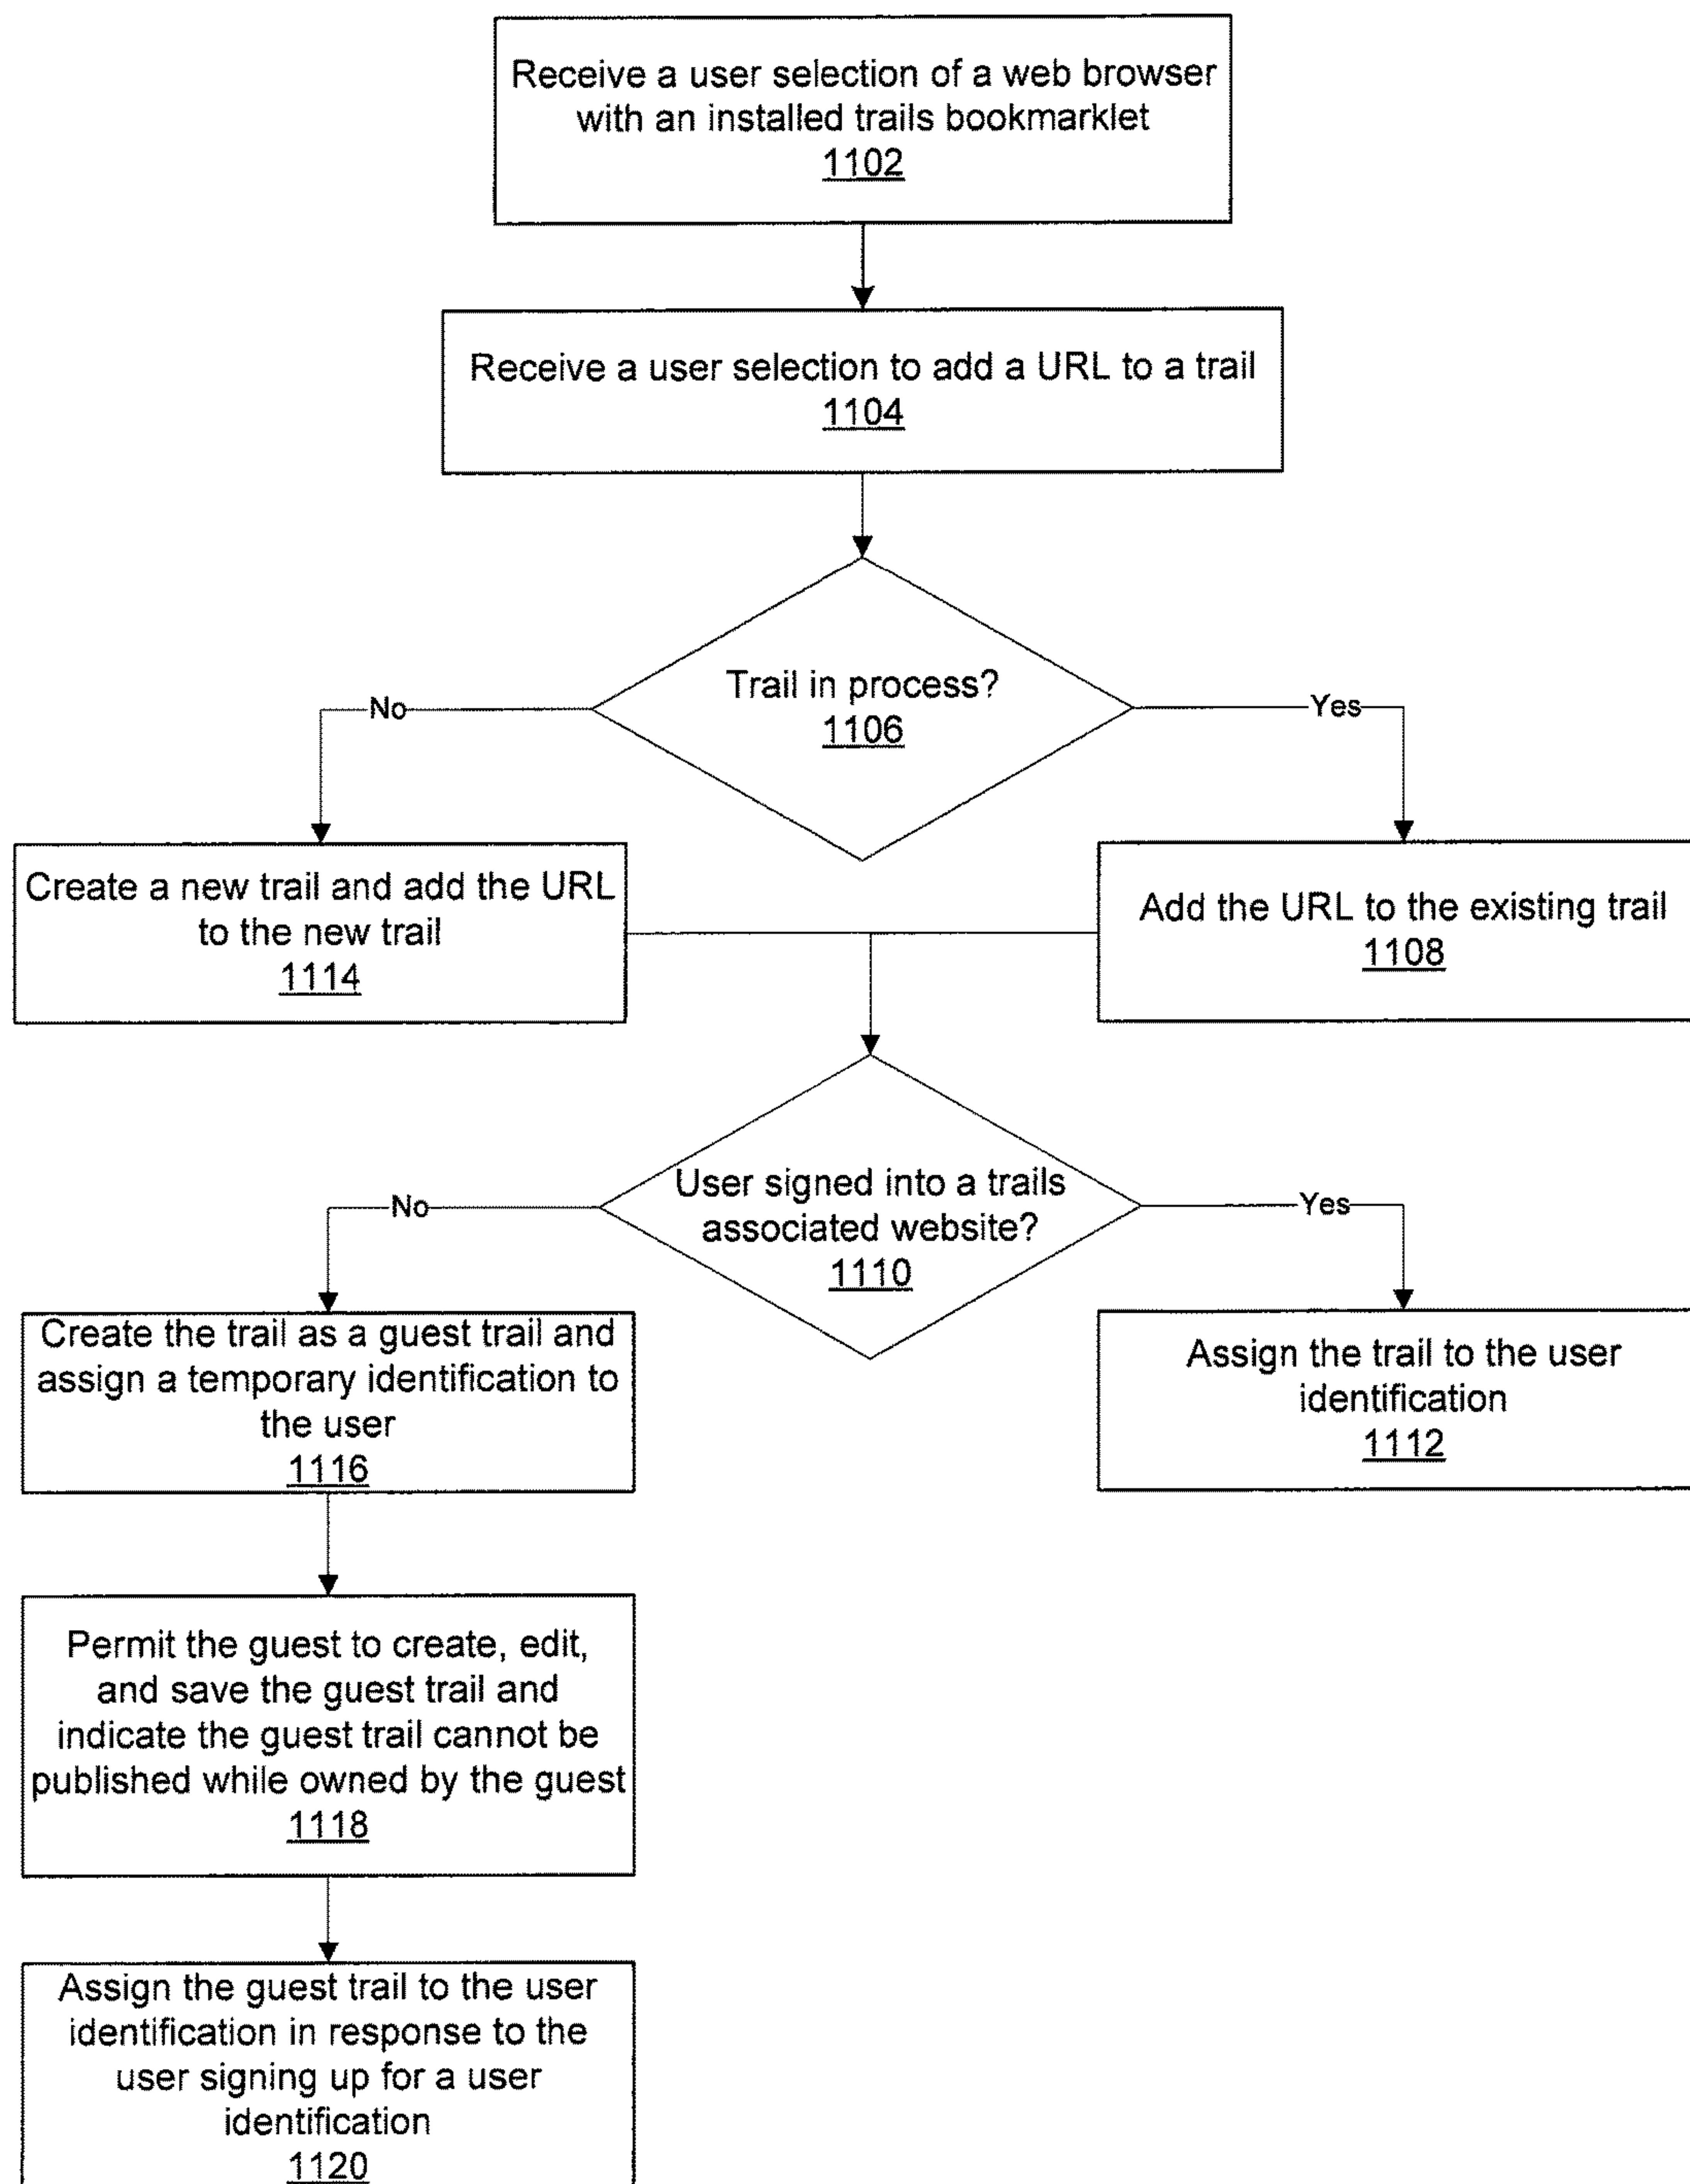 Receive a user selection of a web browser
with an installed trails bookmarklet
1102
Receive a user selection to add a URL to a trail
1104
Trail in process?
1106
No
Yes
Create a new trail and add the URL
to the new trail
1114
Add the URL to the existing trail
1108
User signed into a trails
associated website?
1110
No
Yes
Create the trail as a guest trail and
assign a temporary identification to
the user
1116
Assign the trail to the user
identification
1112
Permit the guest to create, edit,
and save the guest trail and
indicate the guest trail cannot be
published while owned by the guest
1118
Assign the guest trail to the user
identification in response to the
user signing up for a user
identification
1120